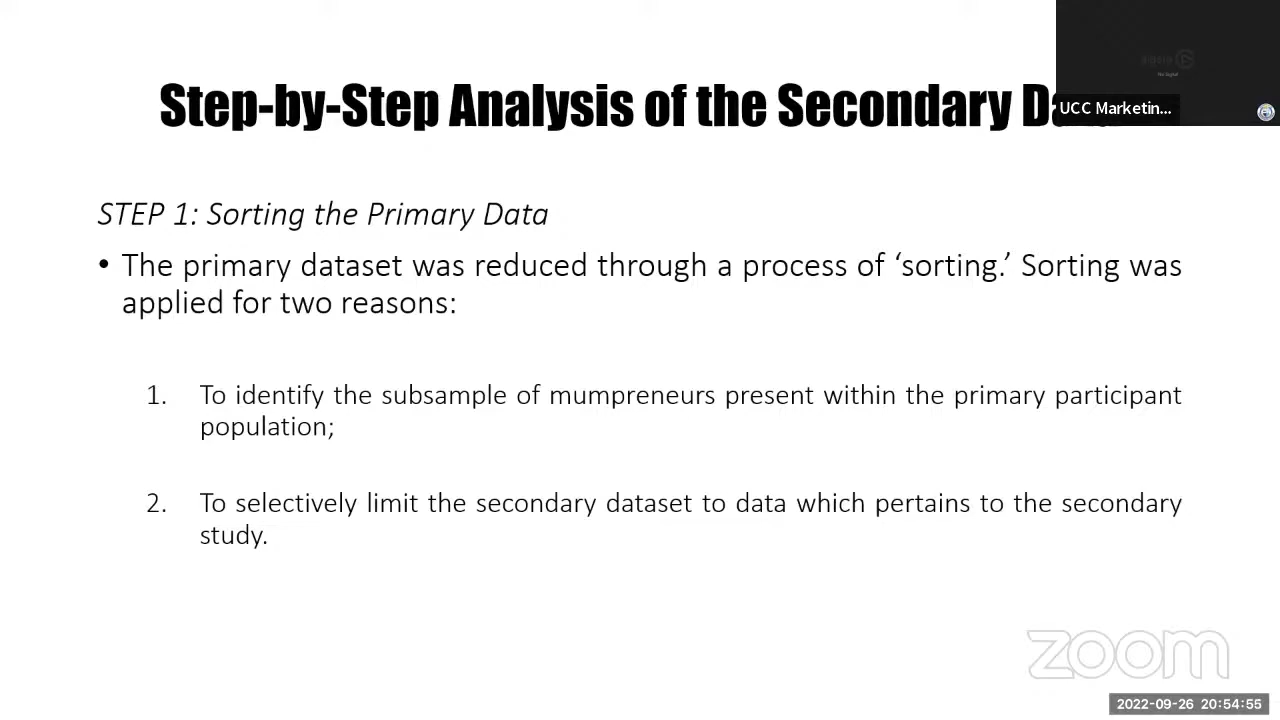 Step-by-Step Analysis of the Secondary
UCC Marketin...
STEP 1: Sorting the Primary Data
• The primary dataset was reduced through a process of ‘sorting.’ Sorting was
applied for two reasons:
1. To identify the subsample of mumpreneurs present within the primary participant
population;
2. To selectively limit the secondary dataset to data which pertains to the secondary
study.
zoom
2022-09-26 20:54:55